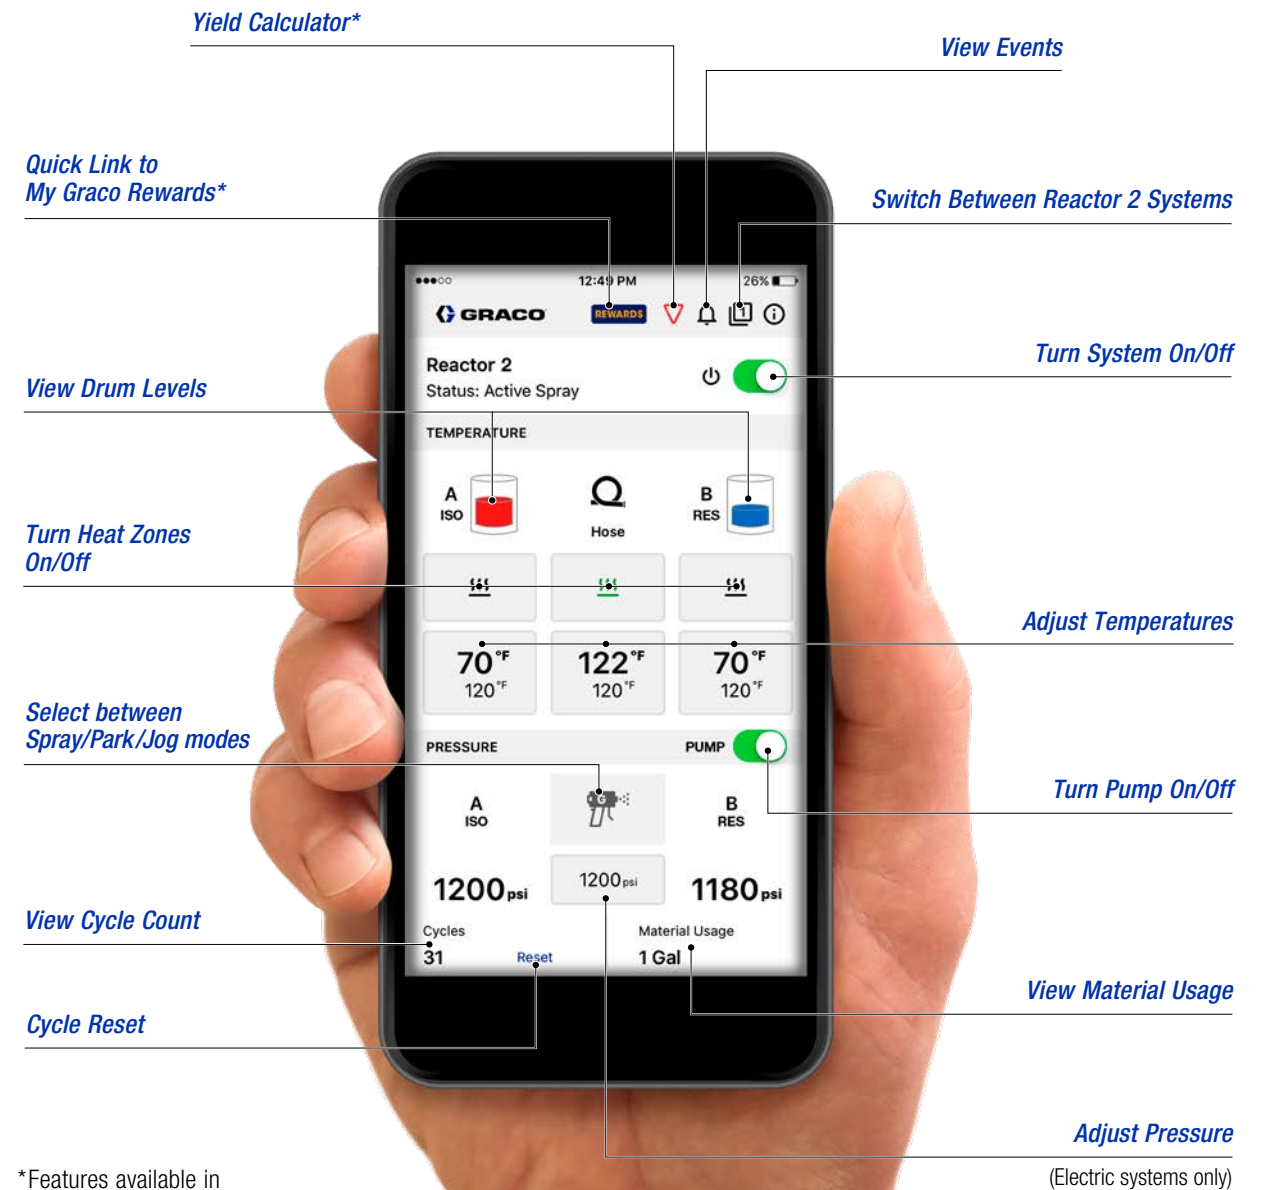 Yield Calculator*
View Events
Quick Link to
My Graco Rewards*
Switch Between Reactor 2 Systems
12:49 PM
26%
GRACO
REWARDS
1
Reactor 2
Status: Active Spray
Turn System On/Off
View Drum Levels
TEMPERATURE
A
ISO
Hose
B
RES
Turn Heat Zones
On/Off
Adjust Temperatures
70°F
120°F
122°F
120°F
70°F
120°F
Select between
Spray/Park/Jog modes
PRESSURE
PUMP
Turn Pump On/Off
A
ISO
G
B
RES
1200 psi
1200 psi
1180 psi
View Cycle Count
Cycles
31
Reset
Material Usage
1 Gal
View Material Usage
Cycle Reset
Adjust Pressure
(Electric systems only)
*Features available in